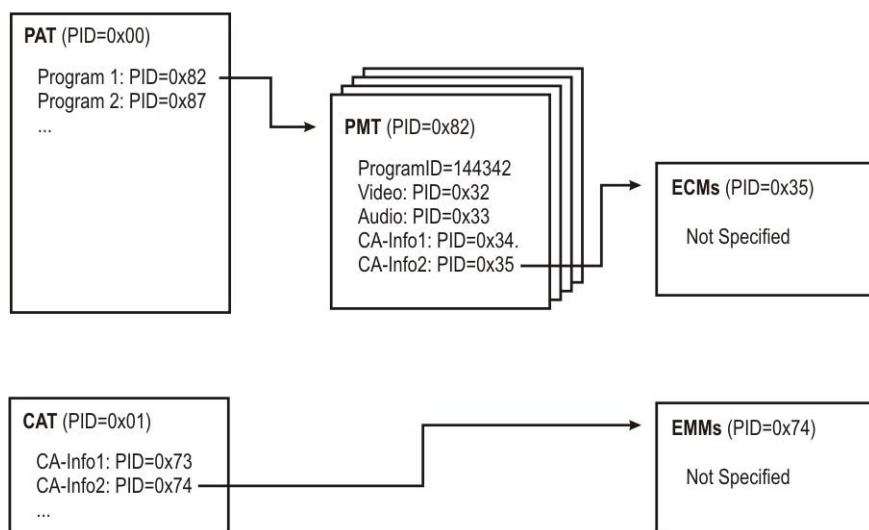 PAT (PID=0x00)
Program 1: PID=0x82
Program 2: PID=0x87
...
PMT (PID=0x82)
ProgramID=144342
Video: PID=0x32
Audio: PID=0x33
CA-Info1: PID=0x34.
CA-Info2: PID=0x35
ECMs (PID=0x35)
Not Specified
CAT (PID=0x01)
CA-Info1: PID=0x73
CA-Info2: PID=0x74
...
EMMs (PID=0x74)
Not Specified